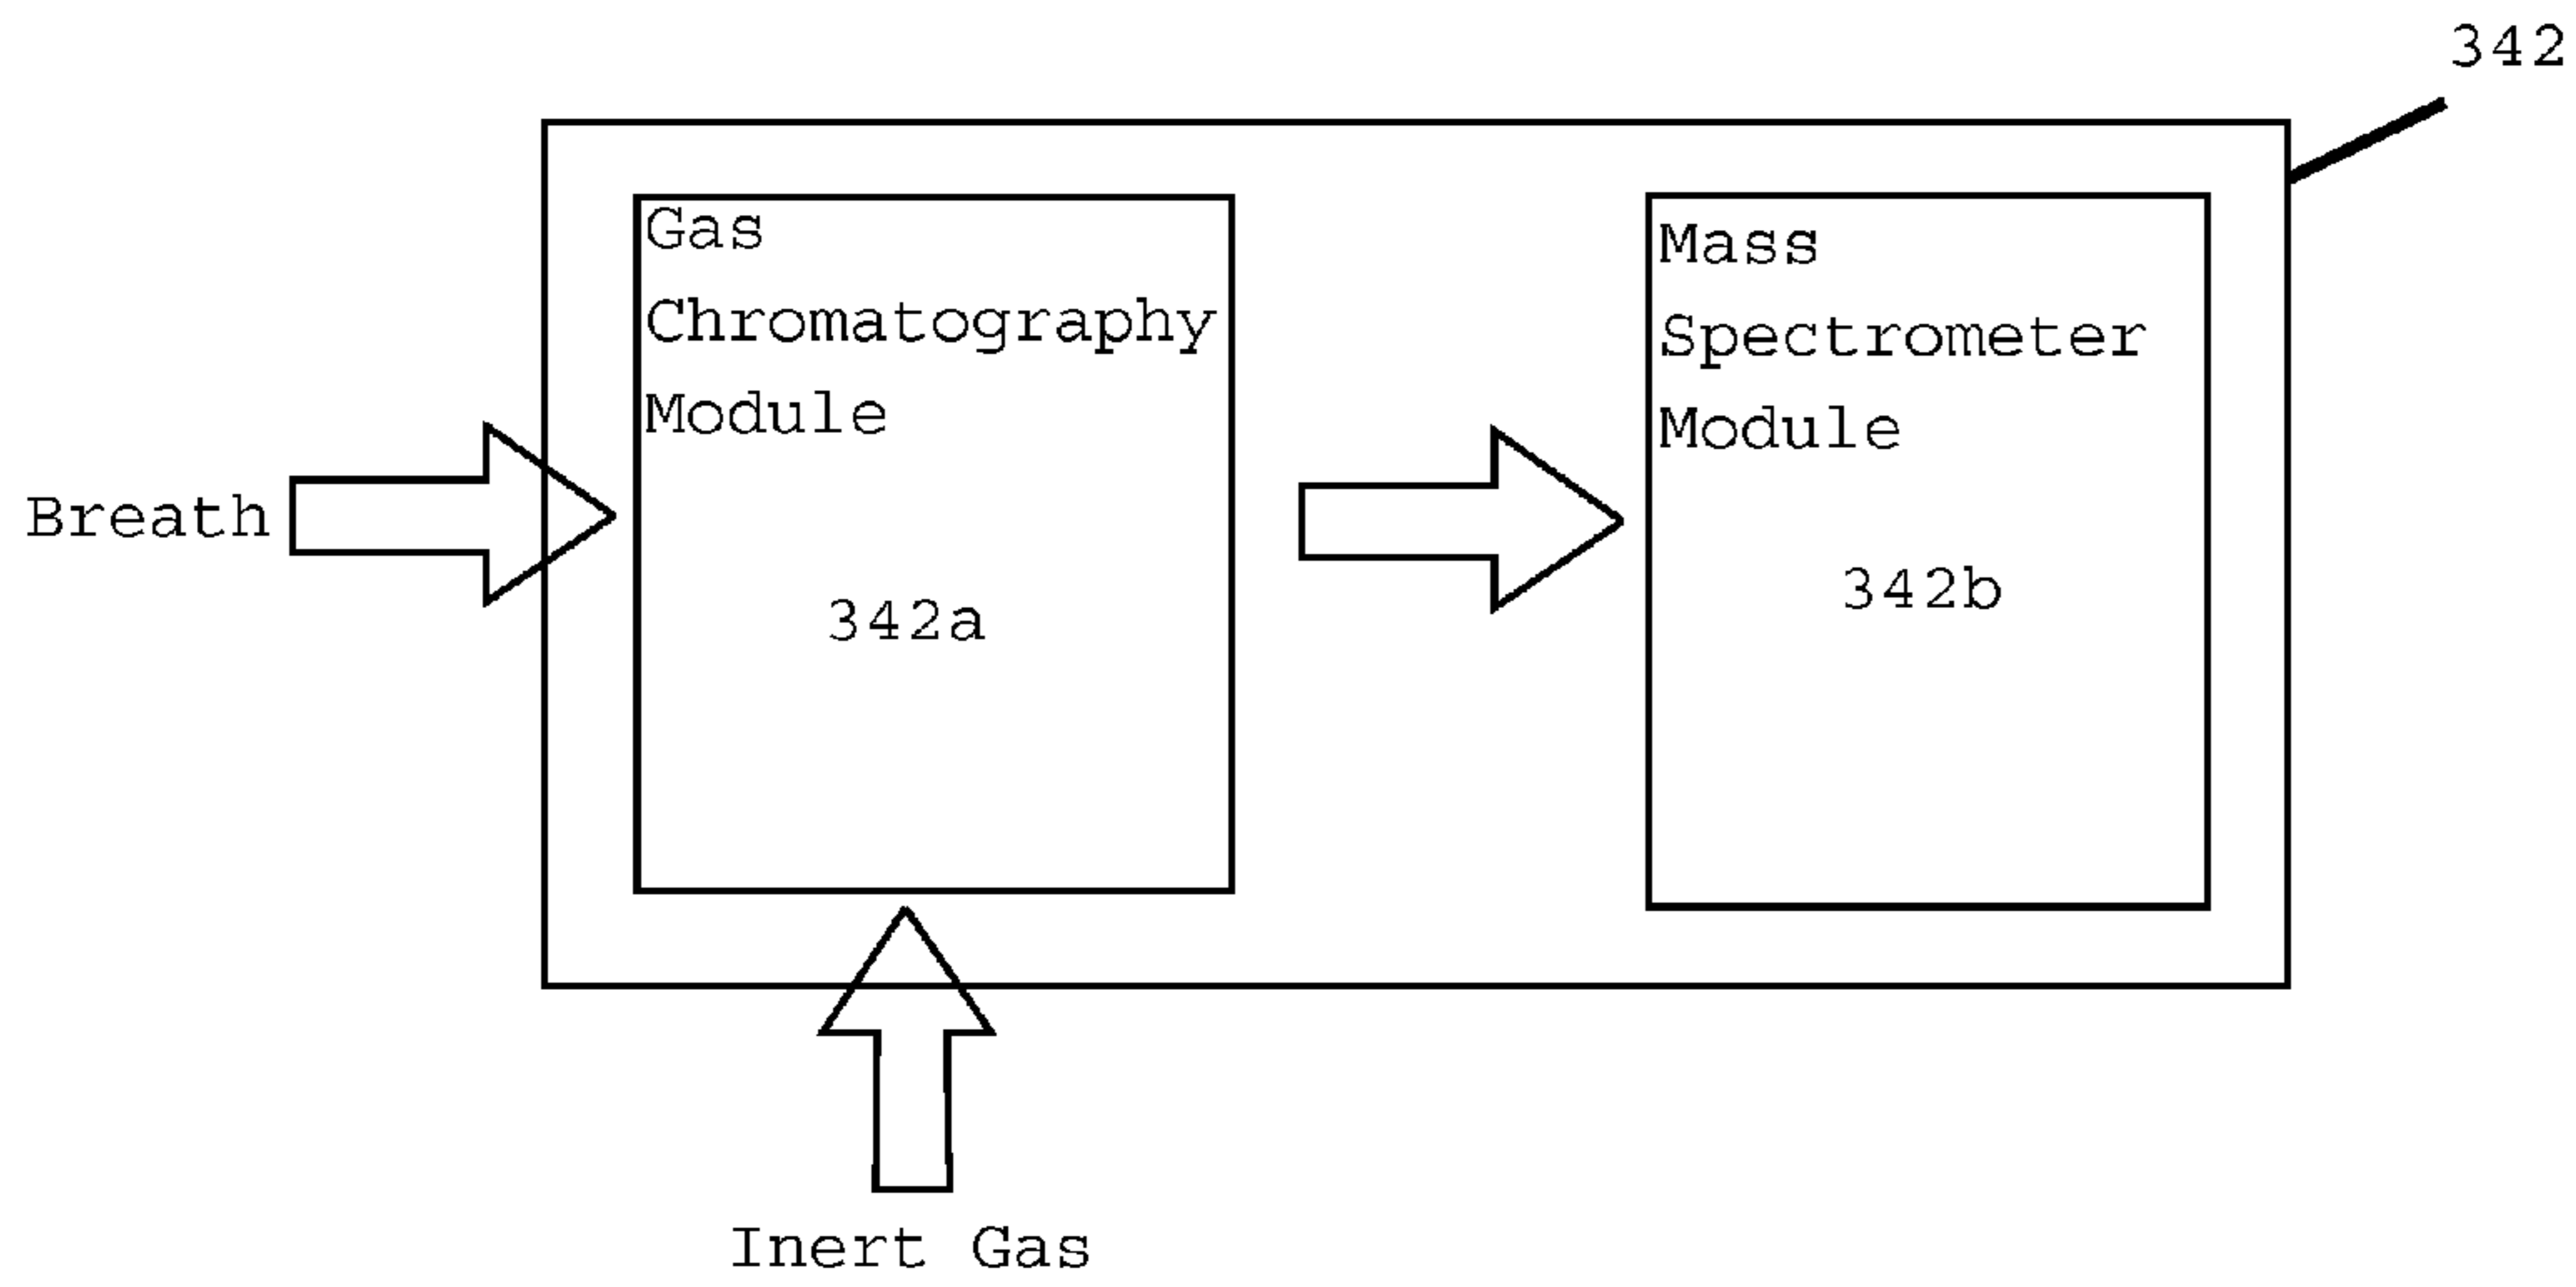 342
Gas
Chromatography
Module
342a
Mass
Spectrometer
Module
342b
Breath
Inert Gas